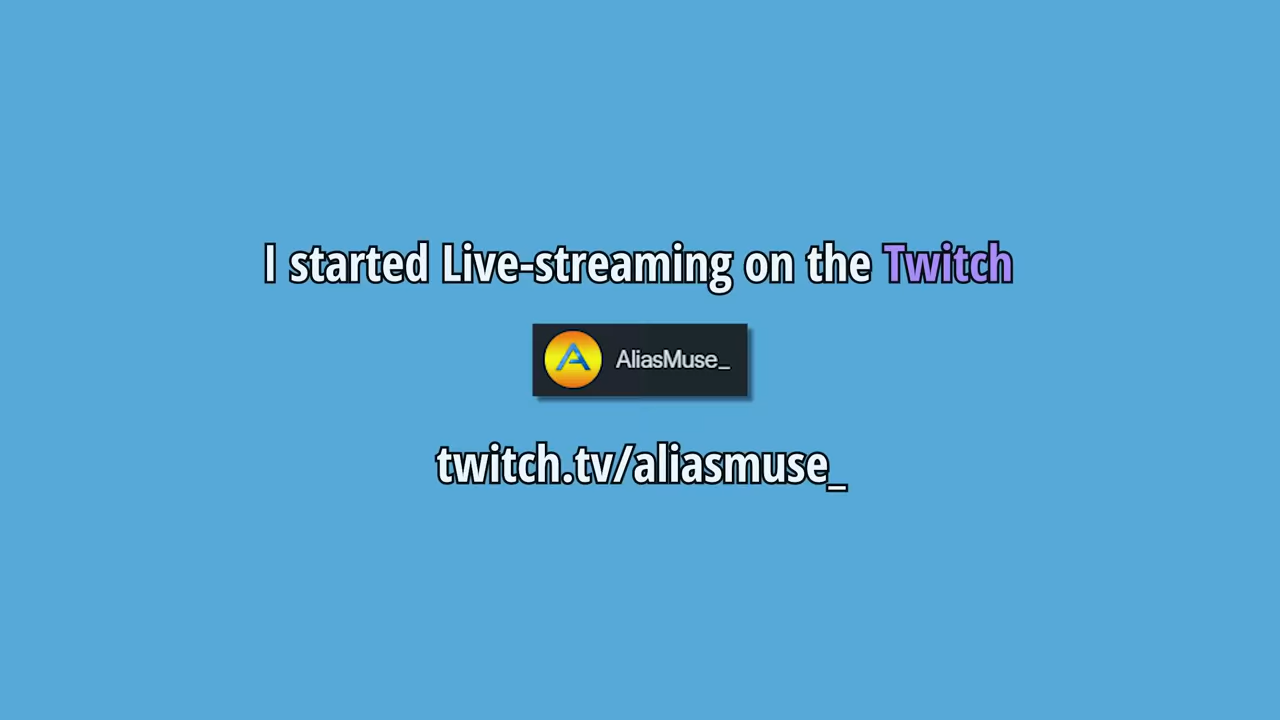 I started Live-streaming on the Twitch
AliasMuse_
twitch.tv/aliasmuse_